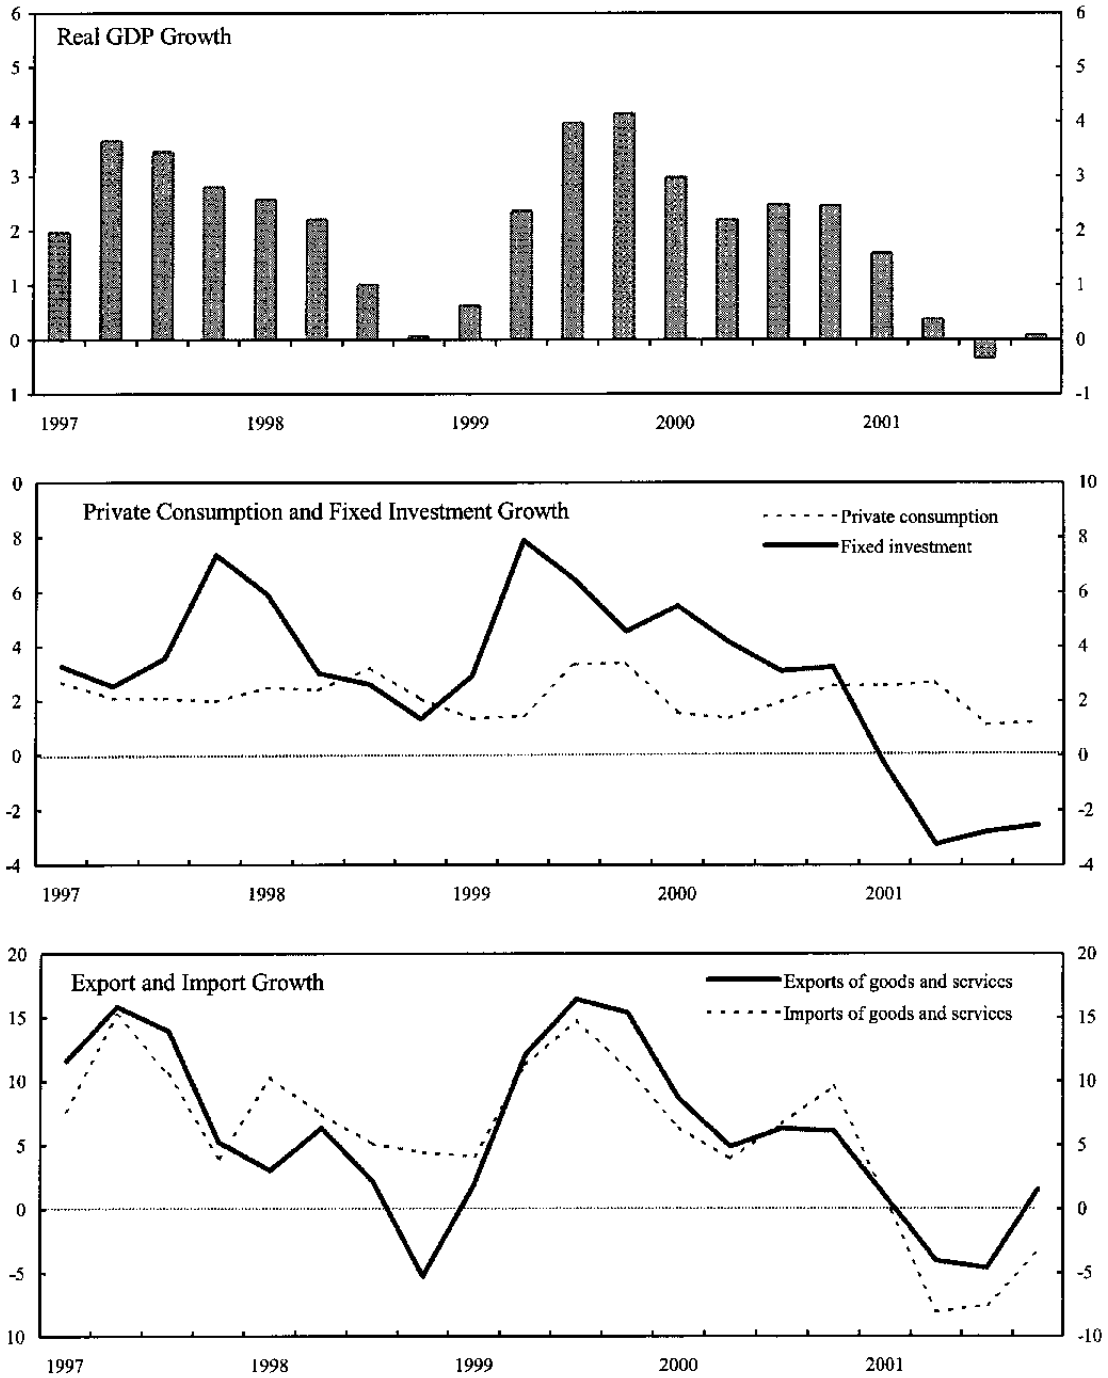 6 6
Real GDP Growth
5 5
4 4
3 3
2 2
1 1
0 0
1 -1
1997 1998 1999 2000 2001
0 10
Private Consumption and Fixed Investment Growth
Private consumption
Fixed investment
8 8
6 6
4 4
2 2
0 0
-2 -2
-4 -4
1997 1998 1999 2000 2001
20 20
Export and Import Growth
Exports of goods and services
Imports of goods and services
15 15
10 10
5 5
0 0
-5 -5
10 -10
1997 1998 1999 2000 2001